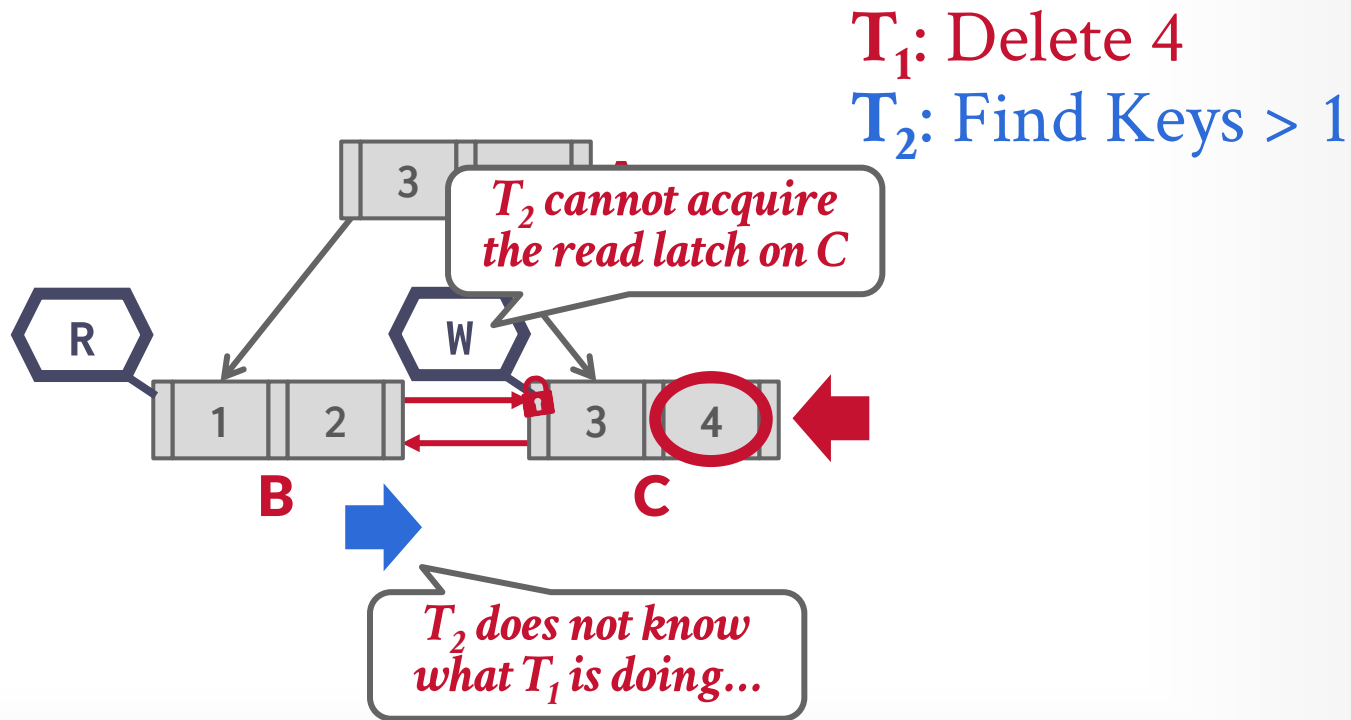 T₁: Delete 4
T₂: Find Keys > 1
3
T₂ cannot acquire
the read latch on C
R
W
1 2
3 4
B
C
T₂ does not know
what T₁ is doing...